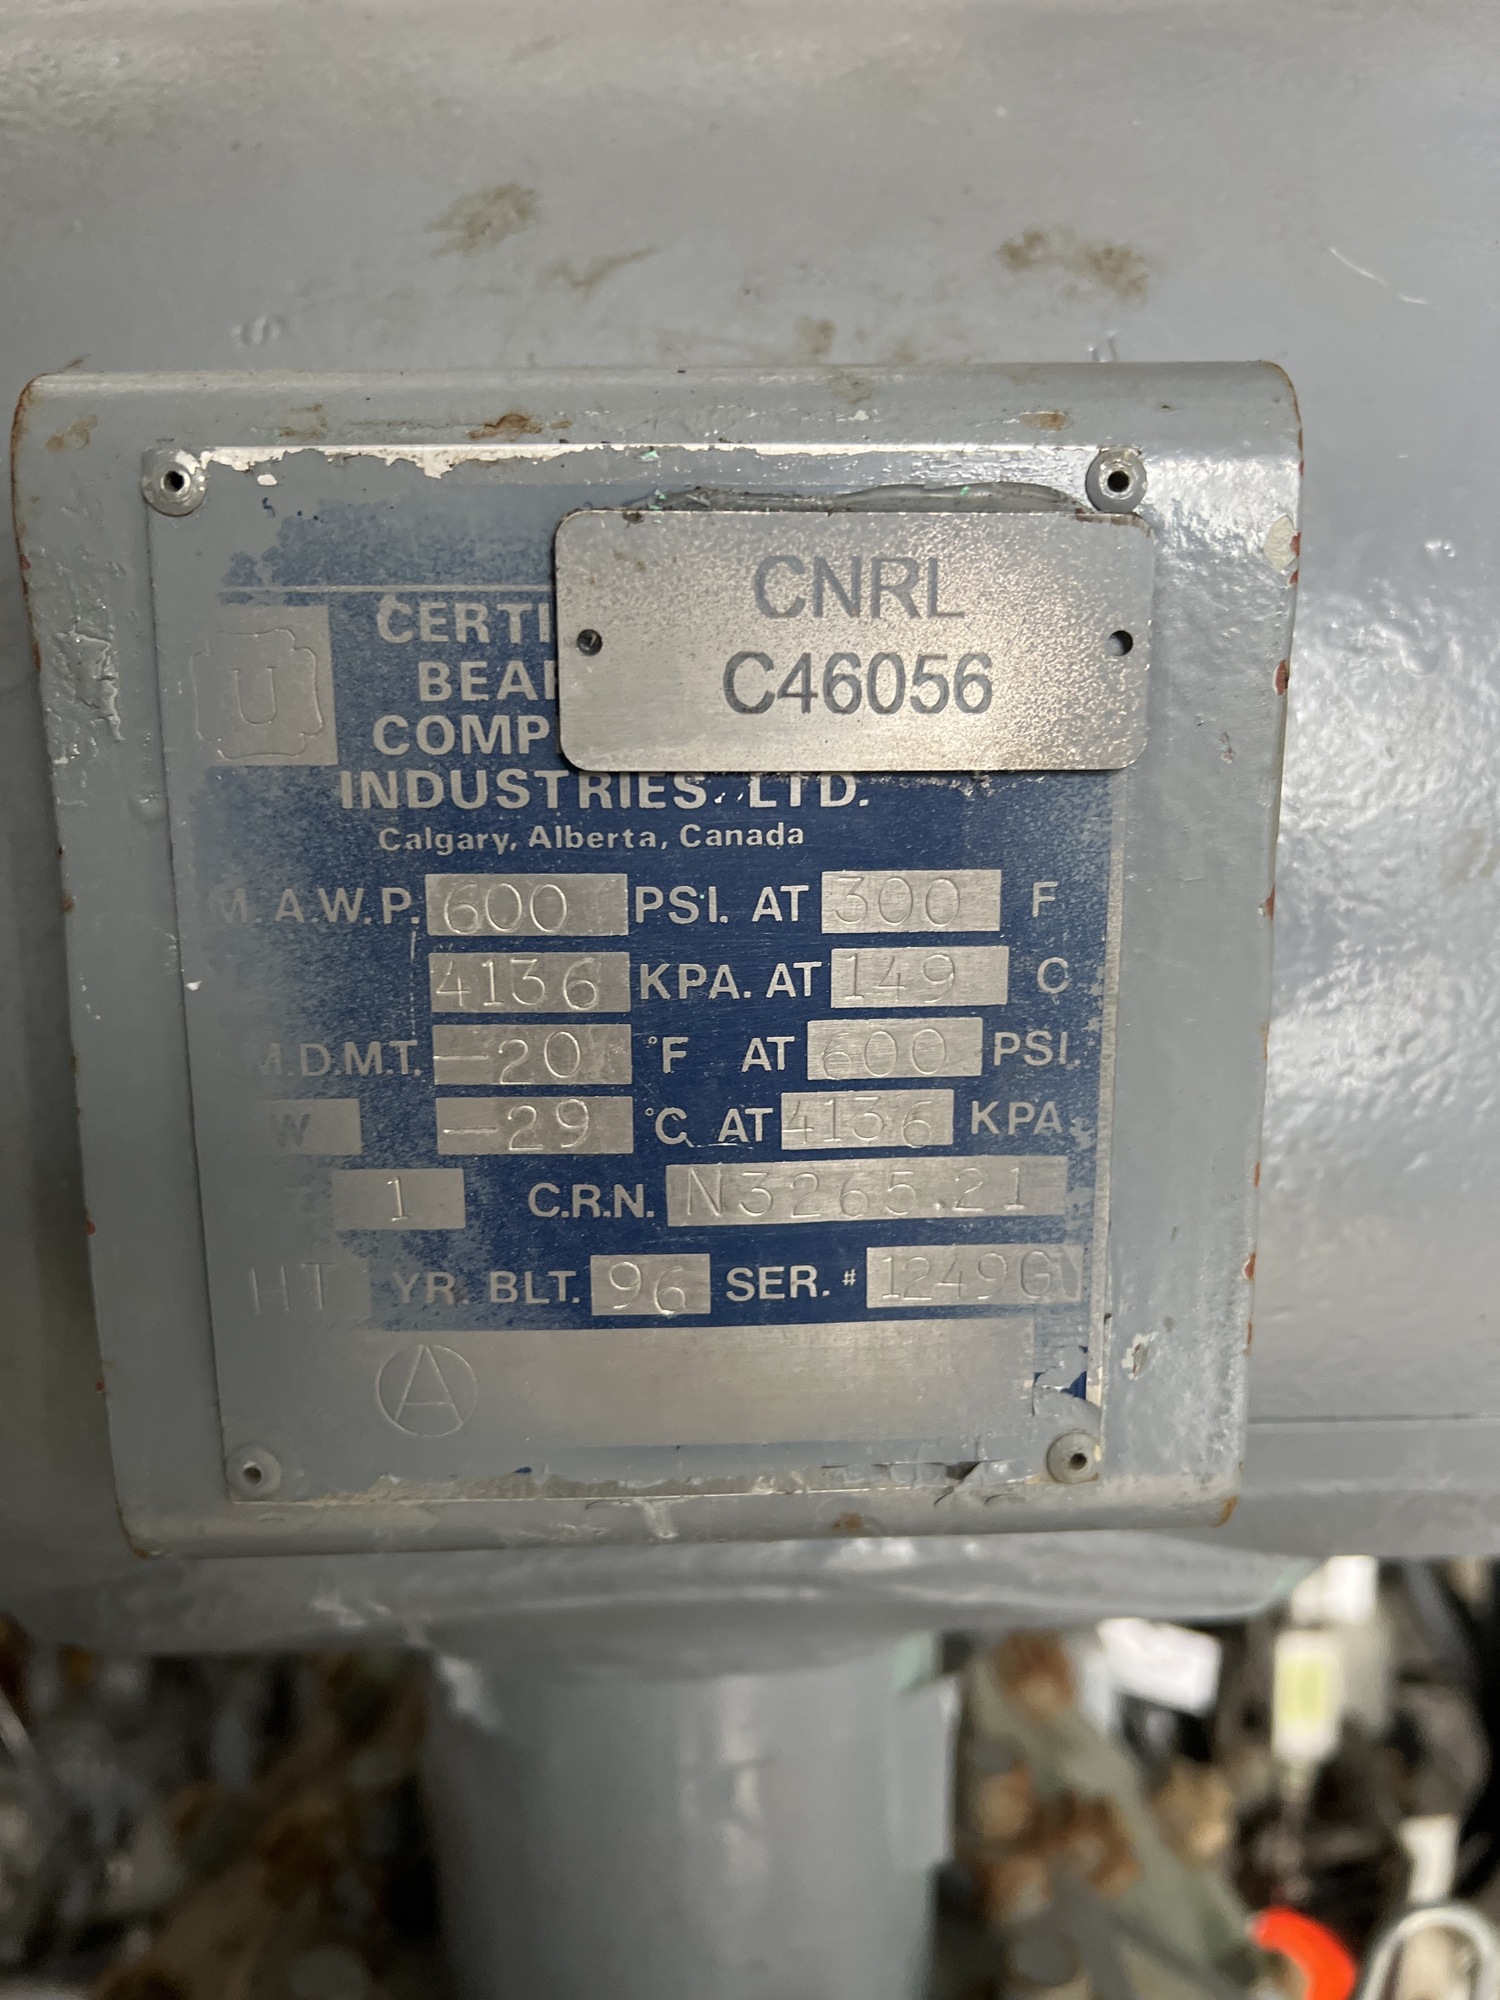 CNRL
C46056
U
CERTI
BEAR
COMP
INDUSTRIES LTD.
Calgary, Alberta, Canada
M.A.W.P. 600 PSI. AT 300 F
4136 KPA. AT 149 C
M.D.M.T. -20 °F AT 600 PSI.
W -29 °C AT 4136 KPA.
1 C.R.N. N3265.21
HT YR. BLT. 96 SER. # 1249G
A